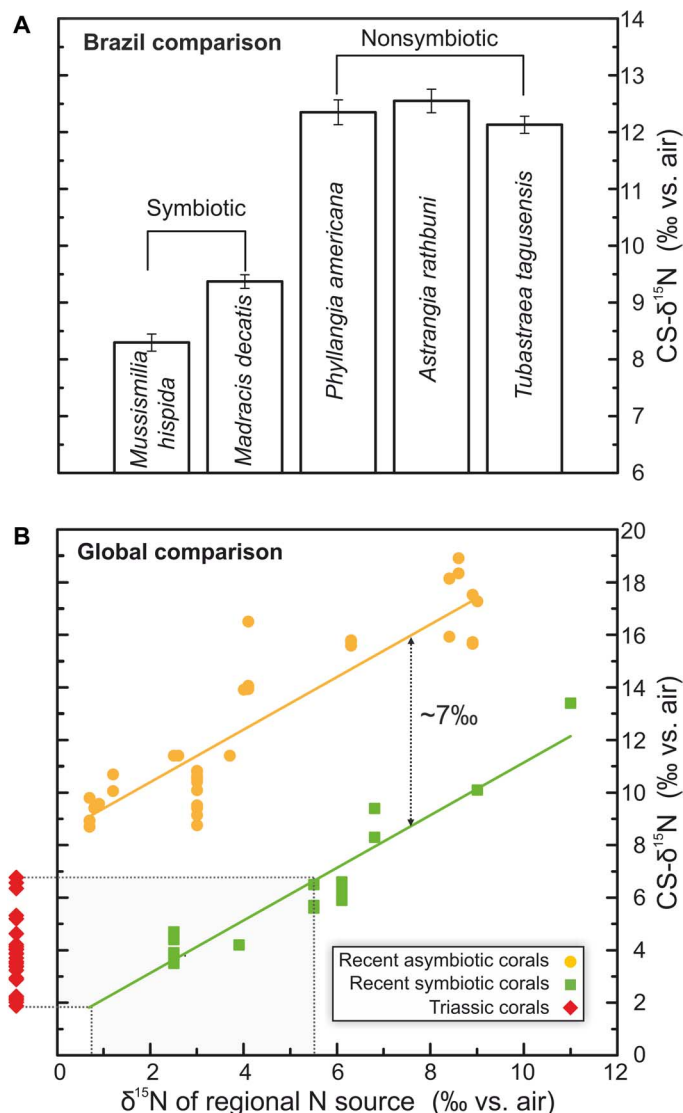 A
Brazil comparison
Nonsymbiotic
Symbiotic
Mussismilia
hispida
Madracis decatis
Phyllangia americana
Astrangia rathbuni
Tubastraea tagusensis
14
13
12
11
10
9
8
7
6
CS-δ¹⁵N (‰ vs. air)
B
Global comparison
~7‰
Recent asymbiotic corals
Recent symbiotic corals
Triassic corals
20
18
16
14
12
10
8
6
4
2
0
CS-δ¹⁵N (‰ vs. air)
0 2 4 6 8 10 12
δ¹⁵N of regional N source (‰ vs. air)